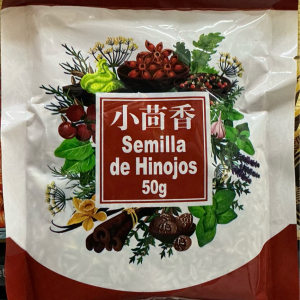 小茴香
Semilla
de Hinojos
50g